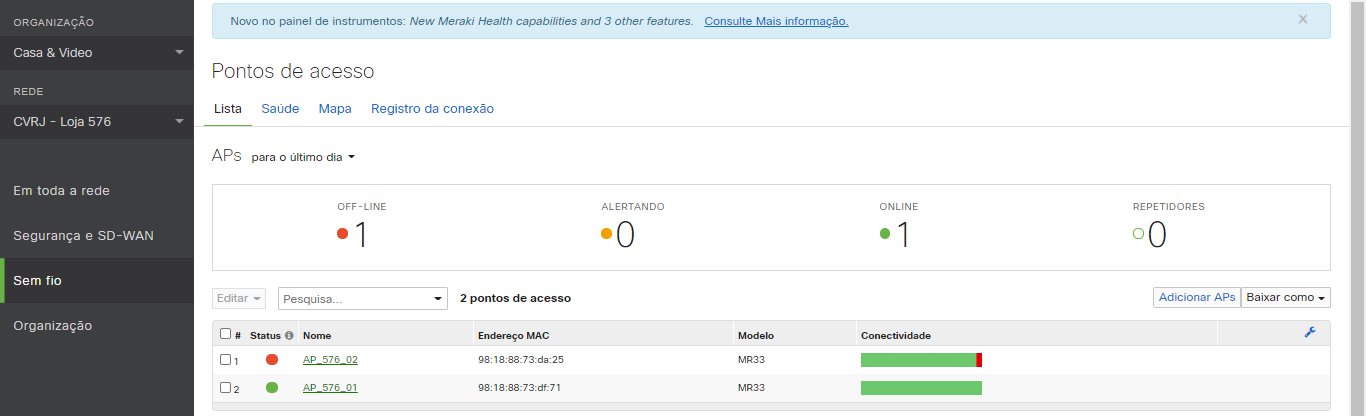 ORGANIZAÇÃO
Casa & Video
REDE
CVRJ - Loja 576
Em toda a rede
Segurança e SD-WAN
Sem fio
Organização
Novo no painel de instrumentos: New Meraki Health capabilities and 3 other features. Consulte Mais informação.
×
Pontos de acesso
Lista Saúde Mapa Registro da conexão
APs para o último dia
OFF-LINE ALERTANDO ONLINE REPETIDORES
1 0 1 0
Editar Pesquisa... 2 pontos de acesso Adicionar APs Baixar como
# Status Nome Endereço MAC Modelo Conectividade
1 AP_576_02 98:18:88:73:da:25 MR33
2 AP_576_01 98:18:88:73:df:71 MR33